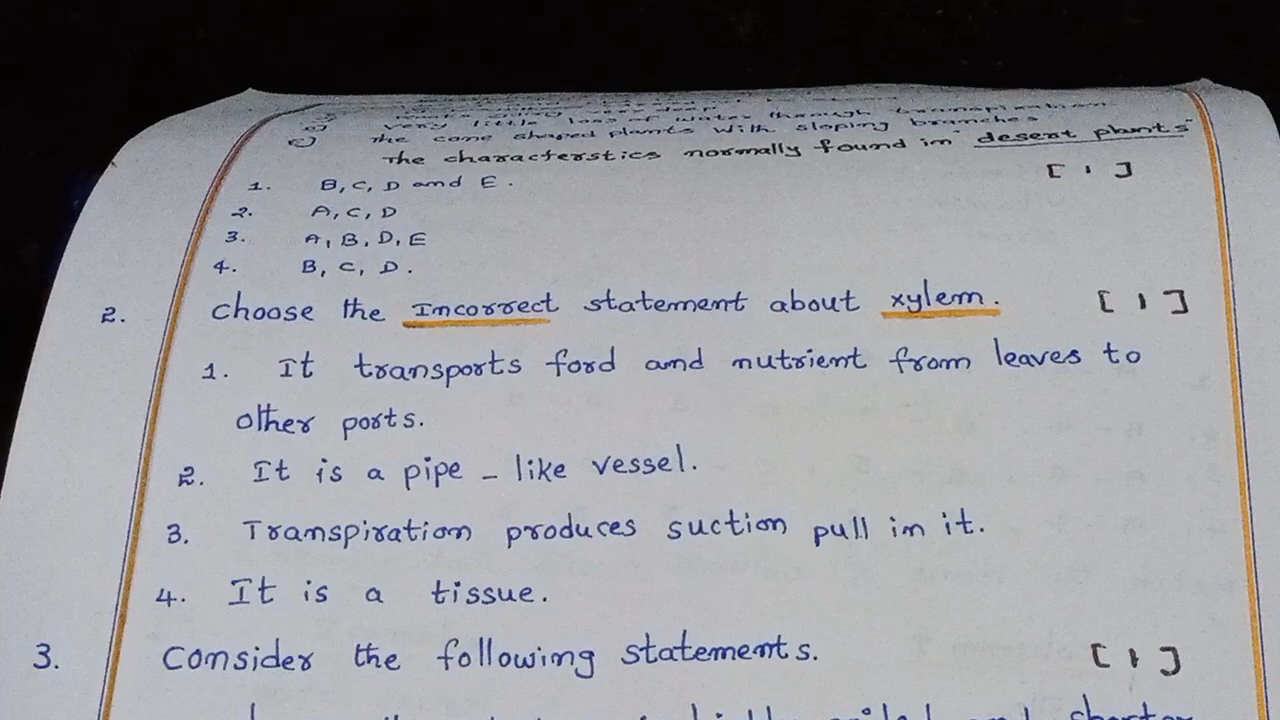 very little loss of water through transpiration.
The cone shaped plants with sloping branches
The characterstics normally found in "desert plants"
[ 1 ]
1. B, C, D and E.
2. A, C, D
3. A, B, D, E
4. B, C, D.
2. choose the Incorrect statement about xylem. [ 1 ]
1. It transports food and nutrient from leaves to
other parts.
2. It is a pipe - like vessel.
3. Transpiration produces suction pull in it.
4. It is a tissue.
3. Consider the following statements. [ 1 ]